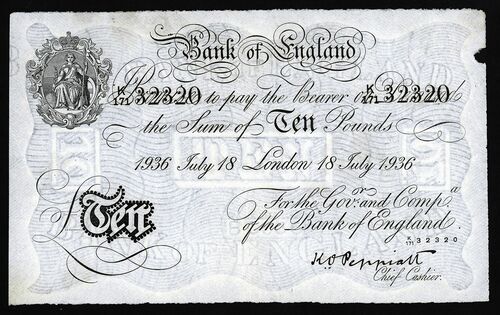 Bank of England
K/171 32320 to pay the Bearer on Demand K/171 32320
the Sum of Ten Pounds
1936 July 18 London 18 July 1936
For the Govr. and Compa.
of the Bank of England.
K/171 32320
£Ten
K.O. Peppiatt
Chief Cashier.